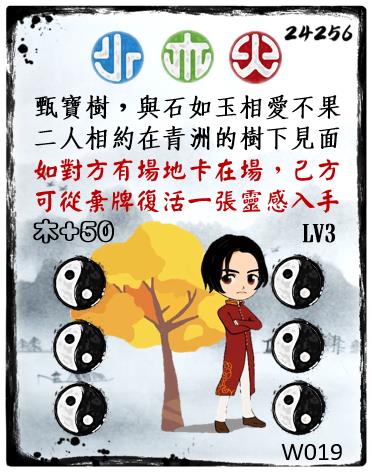 24256
水 木 火
甄寶樹，與石如玉相愛不果
二人相約在青洲的樹下見面
如對方有場地卡在場，己方
可從棄牌復活一張靈感入手
木+50
LV3
W019